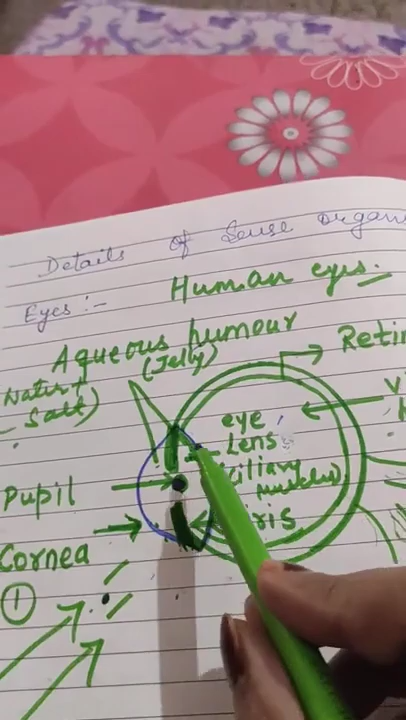 Details of Sense organ
Eyes :-
Human eyes.
Aqueous humour
(Jelly)
Water +
Salt)
Retin
eye
Lens
ciliary
muscles)
Pupil
iris
Cornea
1